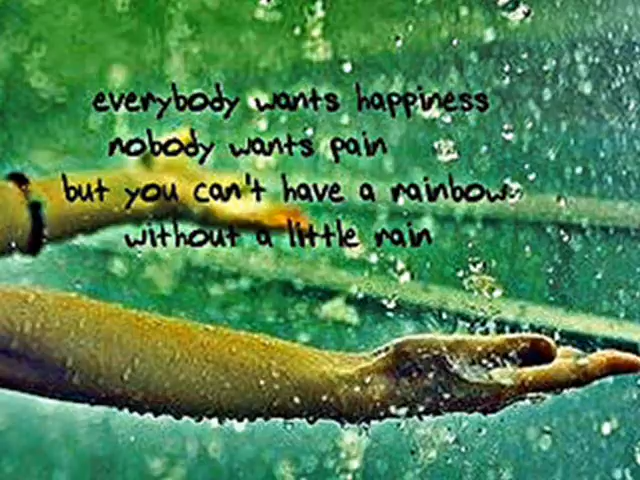 everybody wants happiness
nobody wants pain
but you can't have a rainbow
without a little rain